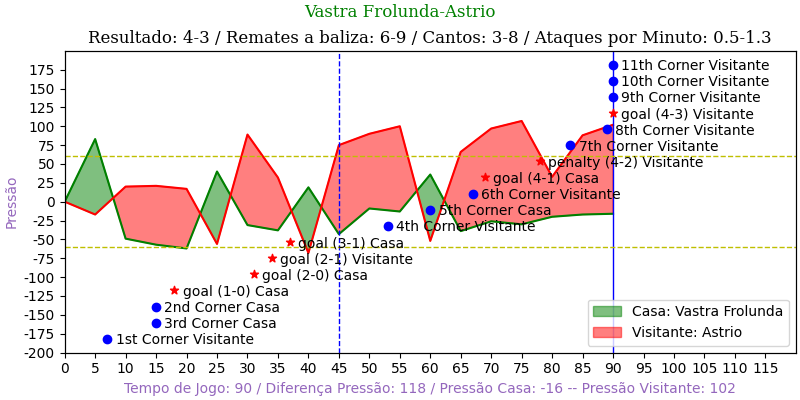 Vastra Frolunda-Astrio
Resultado: 4-3 / Remates a baliza: 6-9 / Cantos: 3-8 / Ataques por Minuto: 0.5-1.3
175
150
125
100
75
50
25
0
-25
-50
-75
-100
-125
-150
-175
-200
Pressão
11th Corner Visitante
10th Corner Visitante
9th Corner Visitante
goal (4-3) Visitante
8th Corner Visitante
7th Corner Visitante
penalty (4-2) Visitante
goal (4-1) Casa
6th Corner Visitante
5th Corner Casa
4th Corner Visitante
goal (3-1) Casa
goal (2-1) Visitante
goal (2-0) Casa
goal (1-0) Casa
2nd Corner Casa
3rd Corner Casa
1st Corner Visitante
Casa: Vastra Frolunda
Visitante: Astrio
0 5 10 15 20 25 30 35 40 45 50 55 60 65 70 75 80 85 90 95 100 105 110 115
Tempo de Jogo: 90 / Diferença Pressão: 118 / Pressão Casa: -16 -- Pressão Visitante: 102